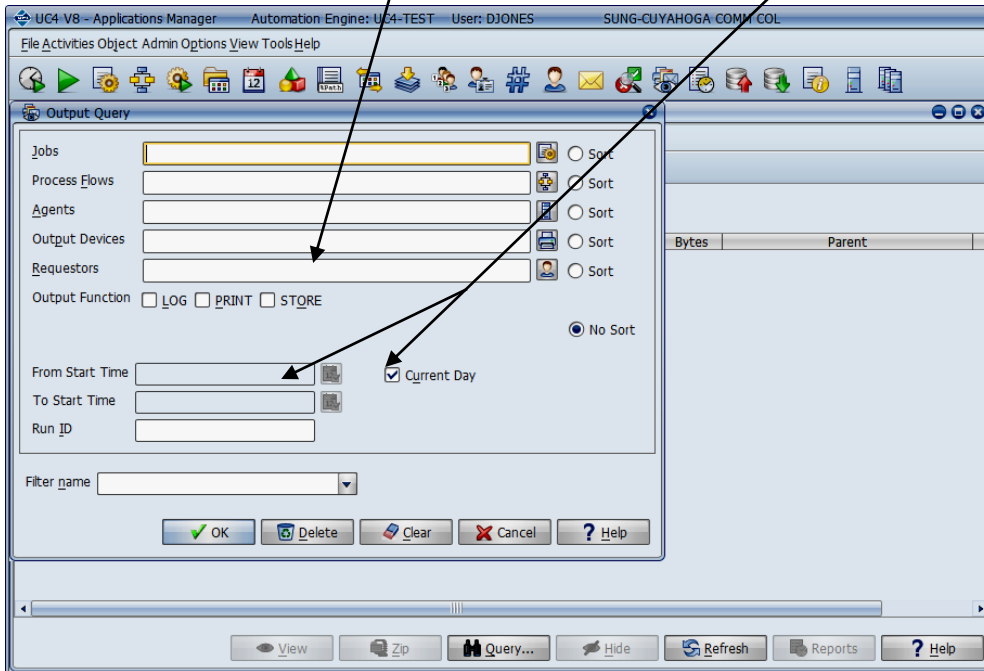 UC4 V8 - Applications Manager Automation Engine: UC4-TEST User: DJONES SUNG-CUYAHOGA COMM COL
File Activities Object Admin Options View Tools Help
12
$Path
#
Output Query
Jobs Sort
Process Flows Sort
Agents Sort
Output Devices Sort
Bytes Parent
Requestors Sort
Output Function LOG PRINT STORE
No Sort
From Start Time Current Day
To Start Time
Run ID
Filter name
OK Delete Clear Cancel ? Help
View Zip Query... Hide Refresh Reports ? Help